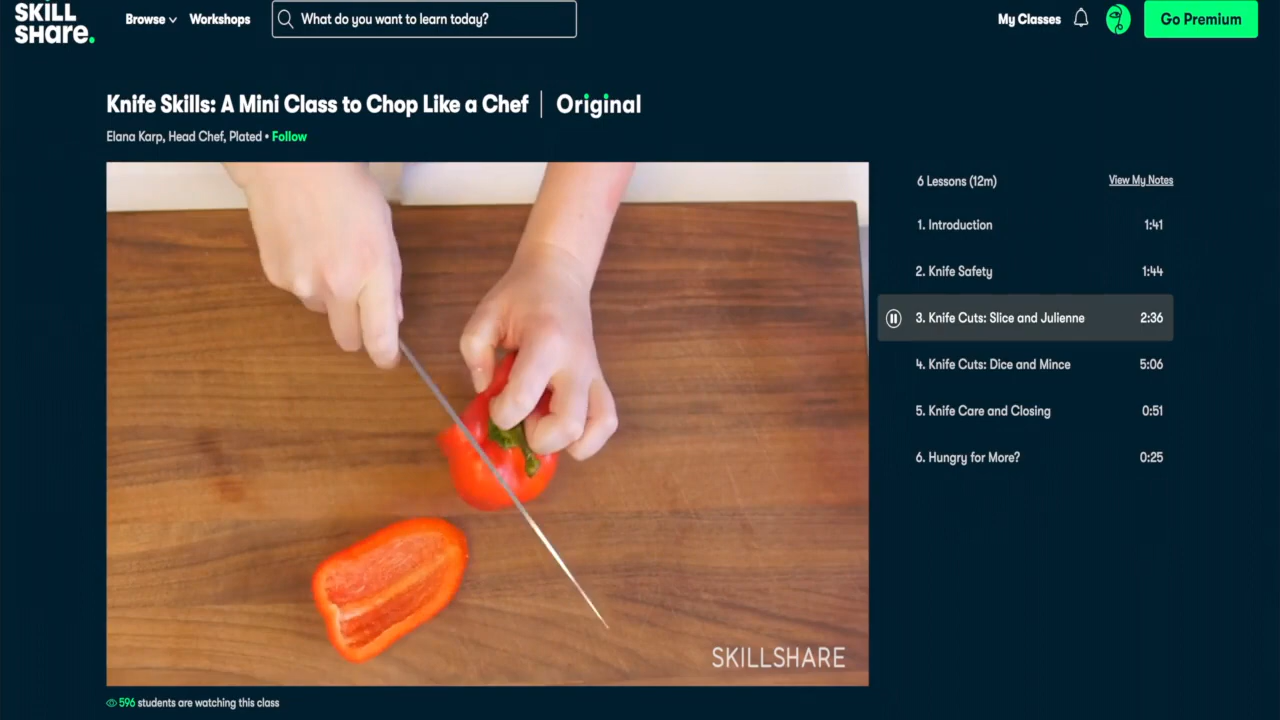 SKiLL
SHare.
Browse
Workshops
What do you want to learn today?
My Classes
Go Premium
Knife Skills: A Mini Class to Chop Like a Chef | Original
Elana Karp, Head Chef, Plated • Follow
6 Lessons (12m)
View My Notes
1. Introduction 1:41
2. Knife Safety 1:44
3. Knife Cuts: Slice and Julienne 2:36
4. Knife Cuts: Dice and Mince 5:06
5. Knife Care and Closing 0:51
6. Hungry for More? 0:25
SKILLSHARE
596 students are watching this class